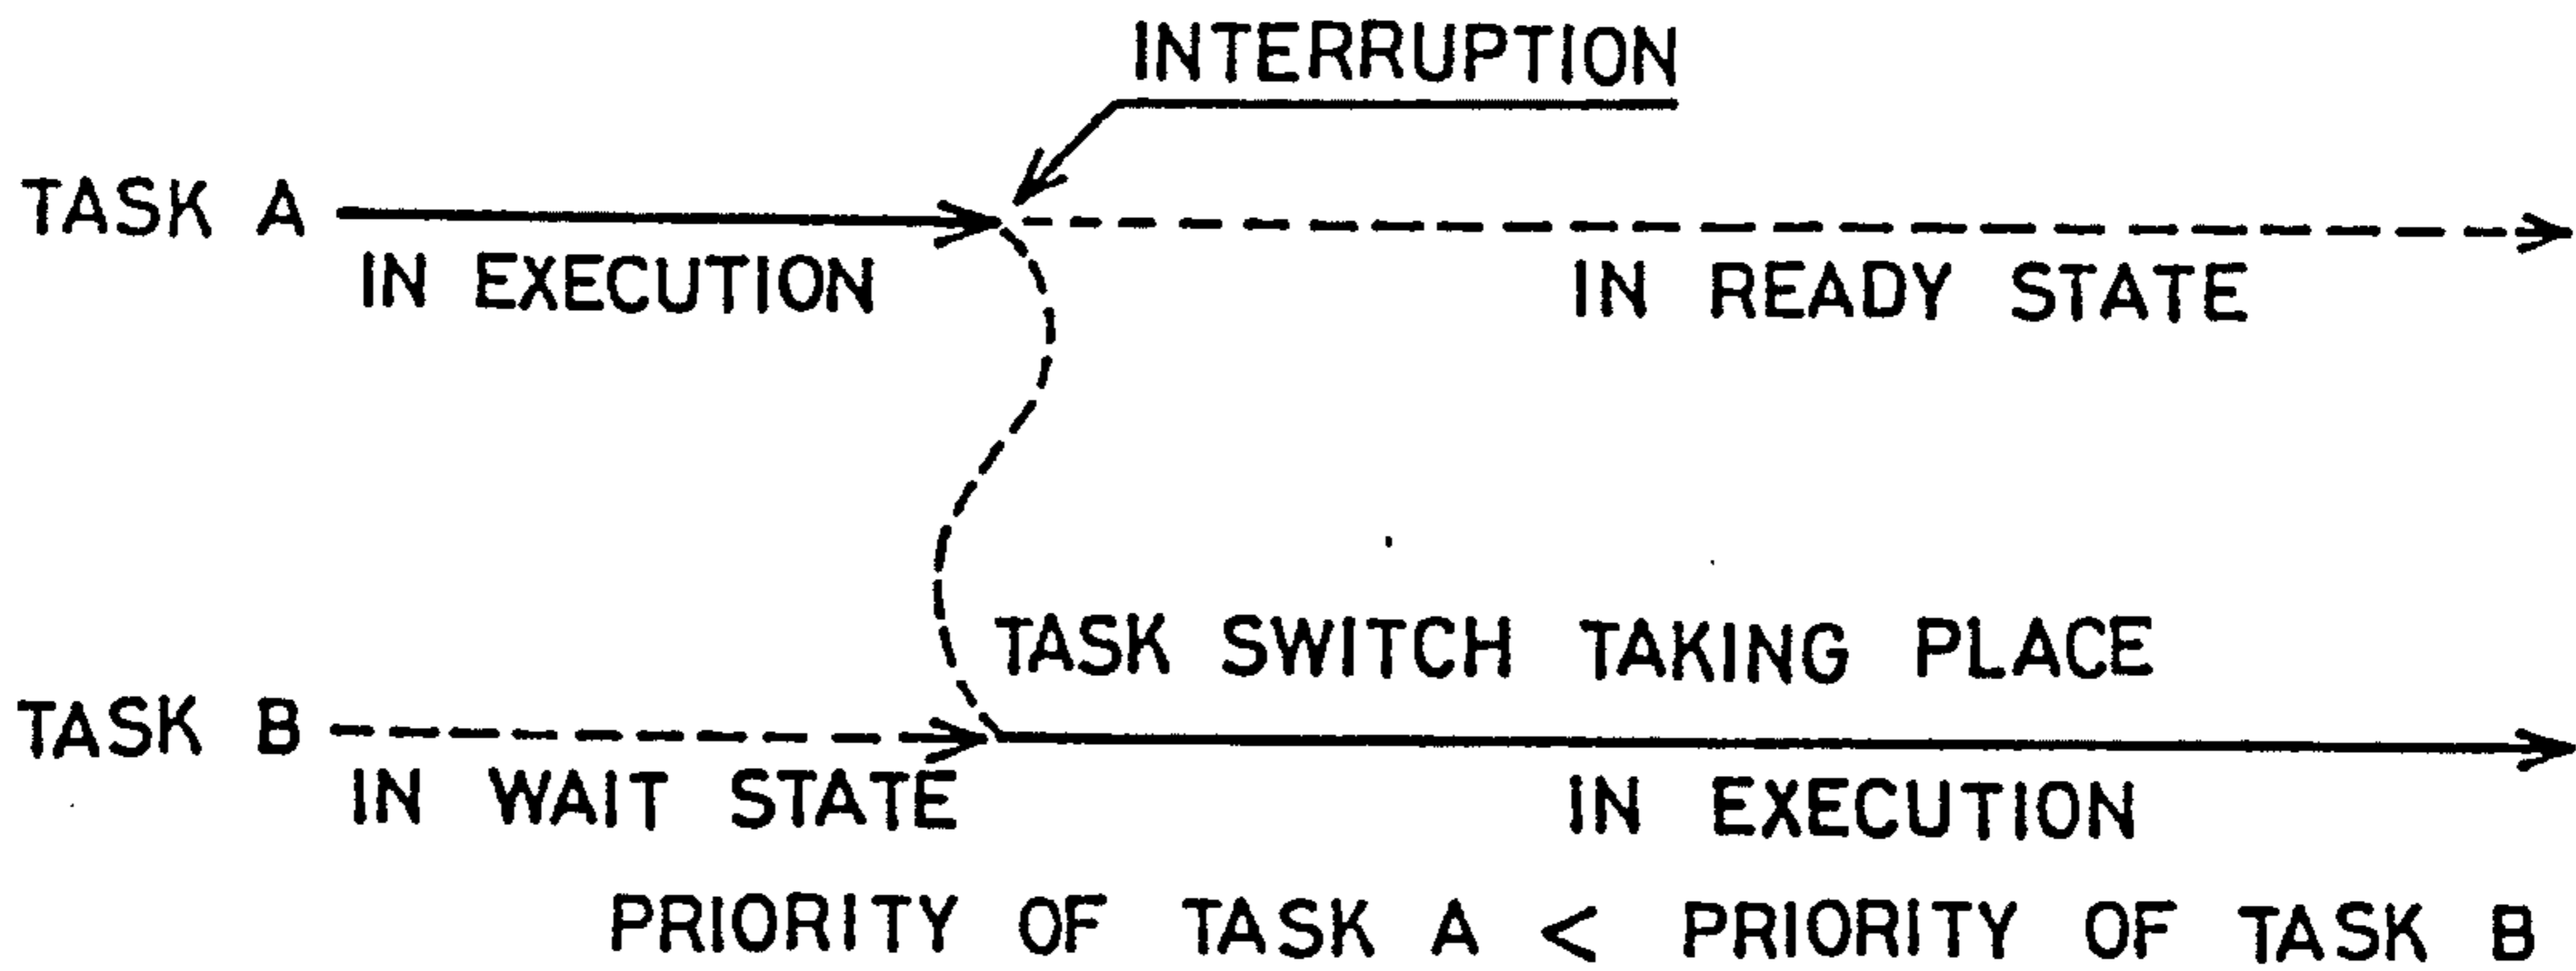 INTERRUPTION
TASK A
IN EXECUTION
IN READY STATE
TASK SWITCH TAKING PLACE
TASK B
IN WAIT STATE
IN EXECUTION
PRIORITY OF TASK A < PRIORITY OF TASK B